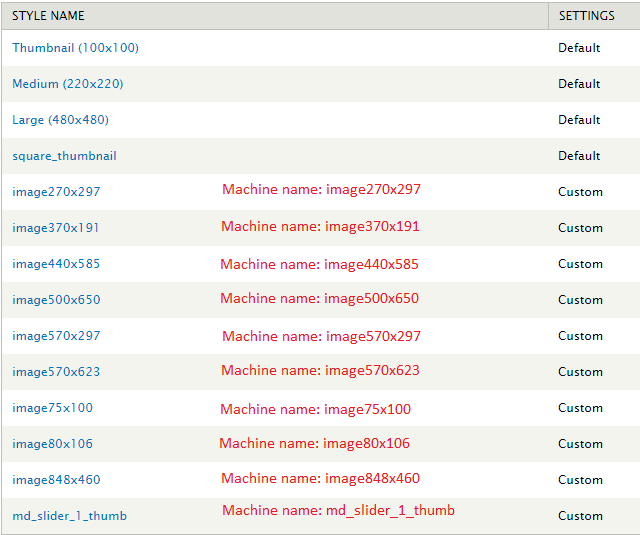 STYLE NAME SETTINGS
Thumbnail (100x100) Default
Medium (220x220) Default
Large (480x480) Default
square_thumbnail Default
image270x297 Machine name: image270x297 Custom
image370x191 Machine name: image370x191 Custom
image440x585 Machine name: image440x585 Custom
image500x650 Machine name: image500x650 Custom
image570x297 Machine name: image570x297 Custom
image570x623 Machine name: image570x623 Custom
image75x100 Machine name: image75x100 Custom
image80x106 Machine name: image80x106 Custom
image848x460 Machine name: image848x460 Custom
md_slider_1_thumb Machine name: md_slider_1_thumb Custom